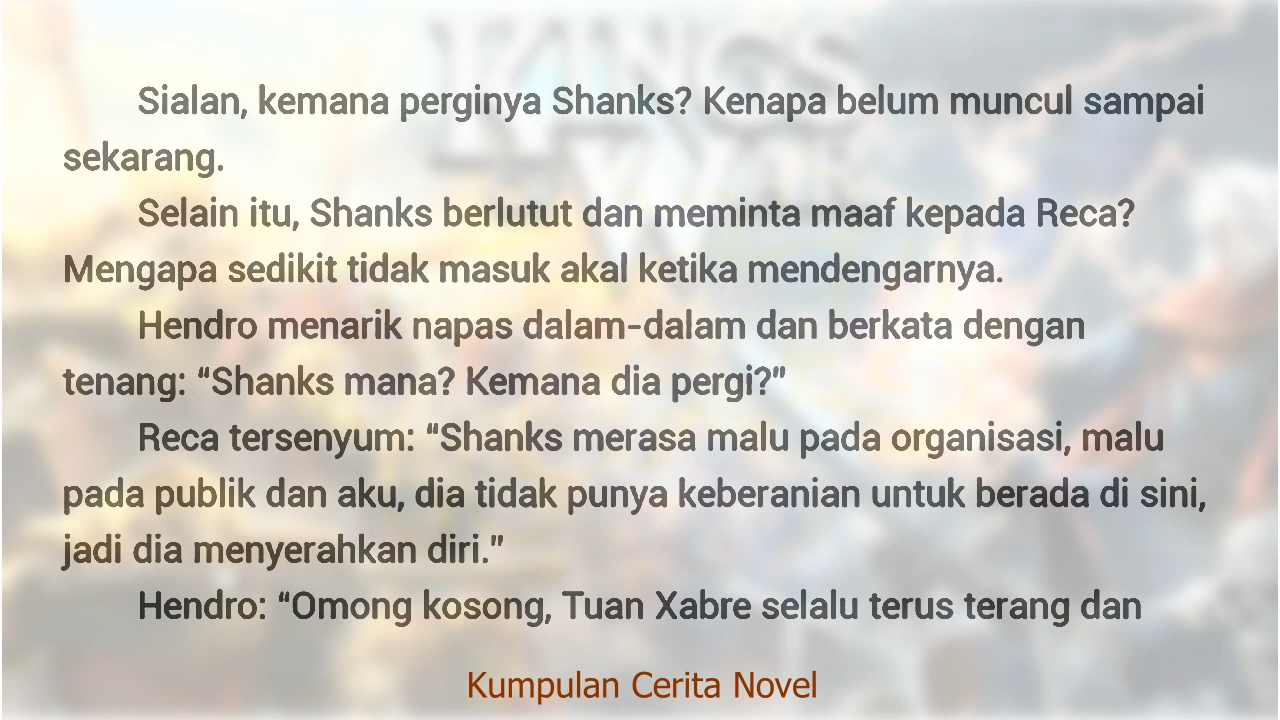 KINGS
Sialan, kemana perginya Shanks? Kenapa belum muncul sampai
sekarang.
Selain itu, Shanks berlutut dan meminta maaf kepada Reca?
Mengapa sedikit tidak masuk akal ketika mendengarnya.
Hendro menarik napas dalam-dalam dan berkata dengan
tenang: “Shanks mana? Kemana dia pergi?”
Reca tersenyum: “Shanks merasa malu pada organisasi, malu
pada publik dan aku, dia tidak punya keberanian untuk berada di sini,
jadi dia menyerahkan diri.”
Hendro: “Omong kosong, Tuan Xabre selalu terus terang dan
Kumpulan Cerita Novel